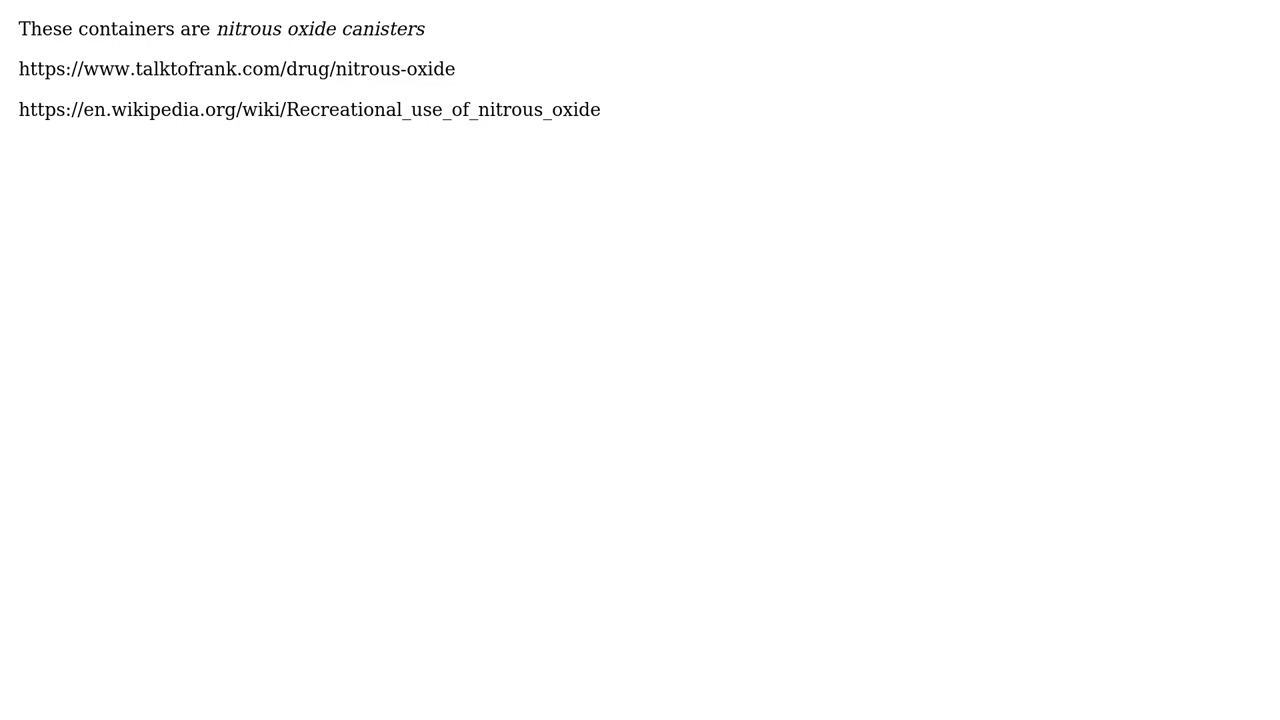 These containers are nitrous oxide canisters
https://www.talktofrank.com/drug/nitrous-oxide
https://en.wikipedia.org/wiki/Recreational_use_of_nitrous_oxide